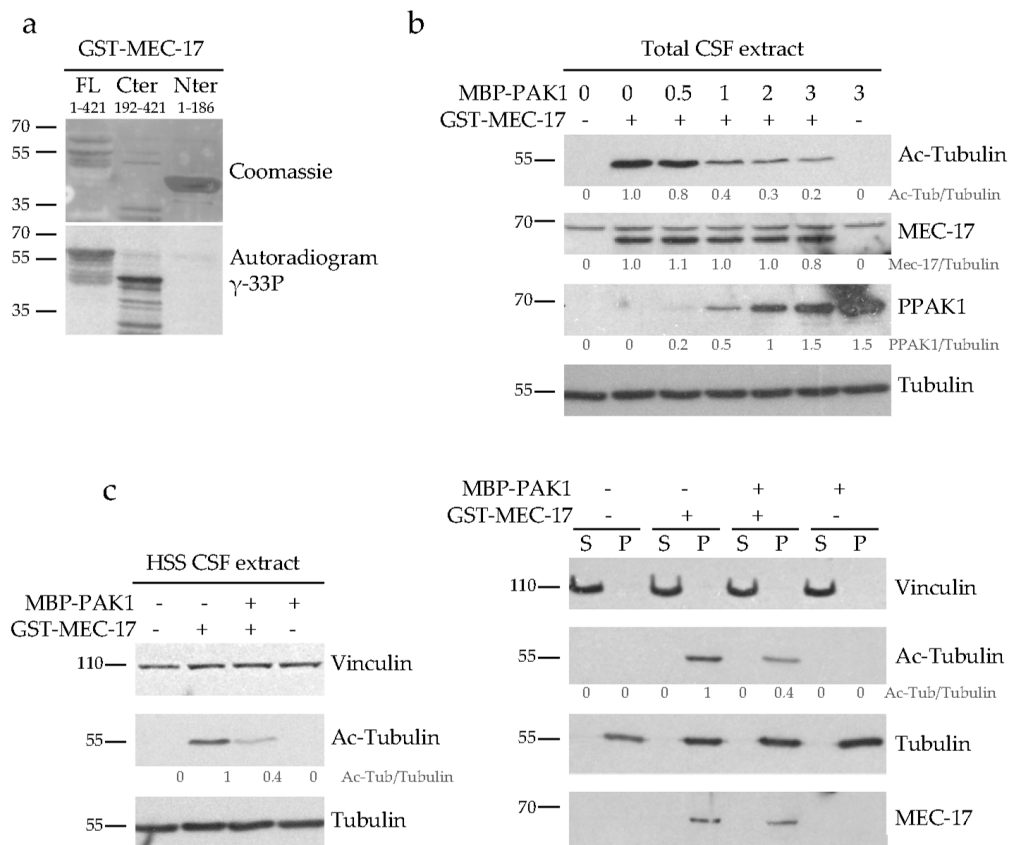 a
GST-MEC-17
FL Cter Nter
1-421 192-421 1-186
70
55
35
Coomassie
70
55
35
Autoradiogram
γ-33P
b
Total CSF extract
MBP-PAK1 0 0 0.5 1 2 3 3
GST-MEC-17 - + + + + + -
55 Ac-Tubulin
0 1.0 0.8 0.4 0.3 0.2 0 Ac-Tub/Tubulin
70 MEC-17
0 1.0 1.1 1.0 1.0 0.8 0 Mec-17/Tubulin
70 PPAK1
0 0 0.2 0.5 1 1.5 1.5 PPAK1/Tubulin
55 Tubulin
c
HSS CSF extract
MBP-PAK1 - - + +
GST-MEC-17 - + + -
110 Vinculin
55 Ac-Tubulin
0 1 0.4 0 Ac-Tub/Tubulin
55 Tubulin
MBP-PAK1 - - + +
GST-MEC-17 - + + -
S P S P S P S P
110 Vinculin
55 Ac-Tubulin
0 0 0 1 0 0.4 0 0 Ac-Tub/Tubulin
55 Tubulin
70 MEC-17